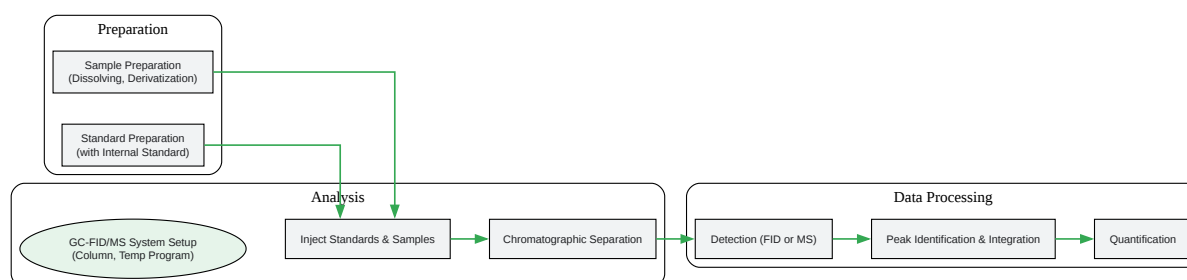 Preparation
Sample Preparation
(Dissolving, Derivatization)
Standard Preparation
(with Internal Standard)
Analysis
GC-FID/MS System Setup
(Column, Temp Program)
Inject Standards & Samples
Chromatographic Separation
Data Processing
Detection (FID or MS)
Peak Identification & Integration
Quantification